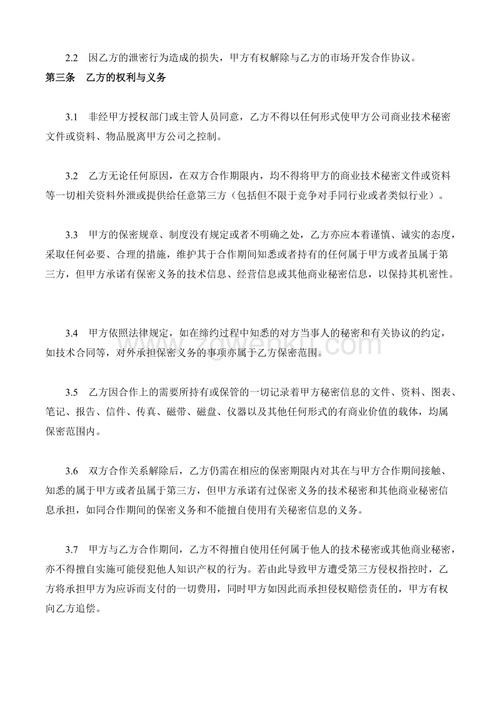 2.2 因乙方的泄密行为造成的损失，甲方有权解除与乙方的市场开发合作协议。
第三条 乙方的权利与义务
3.1 非经甲方授权部门或主管人员同意，乙方不得以任何形式使甲方公司商业技术秘密
文件或资料、物品脱离甲方公司之控制。
3.2 乙方无论任何原因，在双方合作期限内，均不得将甲方的商业技术秘密文件或资料
等一切相关资料外泄或提供给任意第三方（包括但不限于竞争对手同行业或者类似行业）。
3.3 甲方的保密规章、制度没有规定或者不明确之处，乙方亦应本着谨慎、诚实的态度，
采取任何必要、合理的措施，维护其于合作期间知悉或者持有的任何属于甲方或者虽属于第
三方，但甲方承诺有保密义务的技术信息、经营信息或其他商业秘密信息，以保持其机密性。
www.zgwenku.com
3.4 甲方依照法律规定，如在缔约过程中知悉的对方当事人的秘密和有关协议的约定，
如技术合同等，对外承担保密义务的事项亦属于乙方保密范围。
3.5 乙方因合作上的需要所持有或保管的一切记录着甲方秘密信息的文件、资料、图表、
笔记、报告、信件、传真、磁带、磁盘、仪器以及其他任何形式的有商业价值的载体，均属
保密范围内。
3.6 双方合作关系解除后，乙方仍需在相应的保密期限内对其在与甲方合作期间接触、
知悉的属于甲方或者虽属于第三方，但甲方承诺有过保密义务的技术秘密和其他商业秘密信
息承担，如同合作期间的保密义务和不能擅自使用有关秘密信息的义务。
3.7 甲方与乙方合作期间，乙方不得擅自使用任何属于他人的技术秘密或其他商业秘密，
亦不得擅自实施可能侵犯他人知识产权的行为。若由此导致甲方遭受第三方侵权指控时，乙
方将承担甲方为应诉而支付的一切费用，同时甲方如因此而承担侵权赔偿责任的，甲方有权
向乙方追偿。